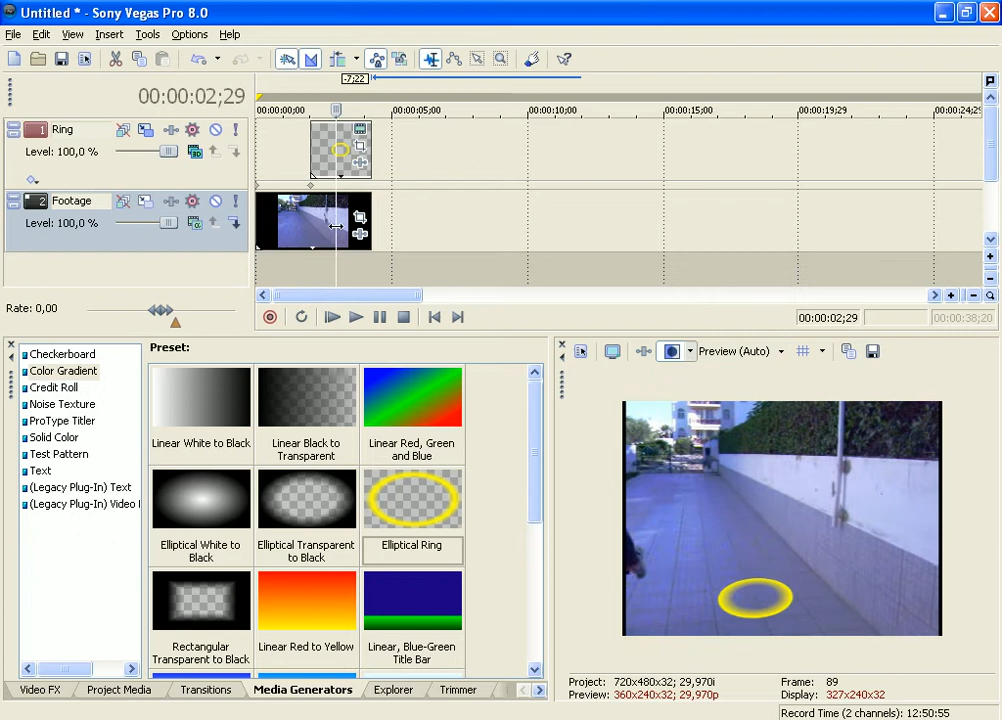 Untitled * - Sony Vegas Pro 8.0
File Edit View Insert Tools Options Help
-7;22
00:00:02;29
00:00:00;00 00:00:05;00 00:00:10;00 00:00:15;00 00:00:19;29 00:00:24;2
1 Ring
Level: 100,0 %
2 Footage
Level: 100,0 %
Rate: 0,00
00:00:02;29 00:00:38;20
Checkerboard
Color Gradient
Credit Roll
Noise Texture
ProType Titler
Solid Color
Test Pattern
Text
(Legacy Plug-In) Text
(Legacy Plug-In) Video
Preset:
Linear White to Black
Linear Black to Transparent
Linear Red, Green and Blue
Elliptical White to Black
Elliptical Transparent to Black
Elliptical Ring
Rectangular Transparent to Black
Linear Red to Yellow
Linear, Blue-Green Title Bar
Preview (Auto)
Video FX Project Media Transitions Media Generators Explorer Trimmer
Project: 720x480x32; 29,970i Frame: 89
Preview: 360x240x32; 29,970p Display: 327x240x32
Record Time (2 channels): 12:50:55